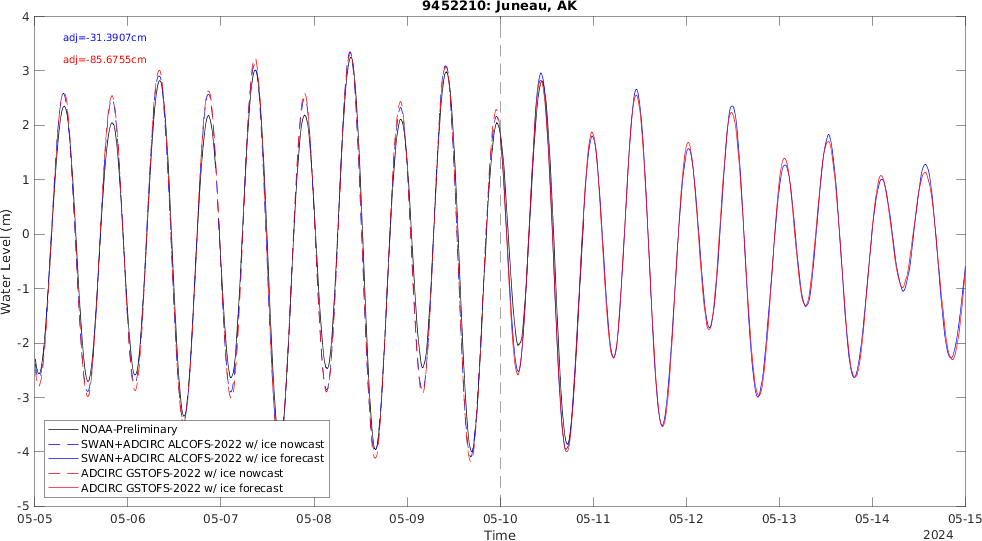 9452210: Juneau, AK
adj=-31.3907cm
adj=-85.6755cm
Water Level (m)
4
3
2
1
0
-1
-2
-3
-4
-5
NOAA-Preliminary
SWAN+ADCIRC ALCOFS-2022 w/ ice nowcast
SWAN+ADCIRC ALCOFS-2022 w/ ice forecast
ADCIRC GSTOFS-2022 w/ ice nowcast
ADCIRC GSTOFS-2022 w/ ice forecast
05-05 05-06 05-07 05-08 05-09 05-10 05-11 05-12 05-13 05-14 05-15
Time
2024